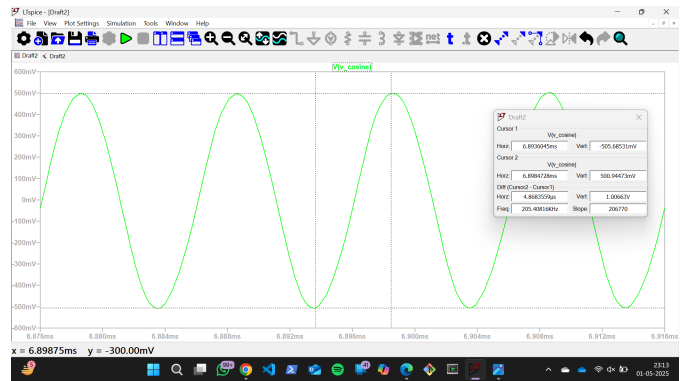 LTspice - [Draft2]
File View Plot Settings Simulation Tools Window Help
Draft2 Draft2
V(v_cosine)
600mV
500mV
400mV
300mV
200mV
100mV
0mV
-100mV
-200mV
-300mV
-400mV
-500mV
-600mV
6.876ms 6.880ms 6.884ms 6.888ms 6.892ms 6.896ms 6.900ms 6.904ms 6.908ms 6.912ms 6.916ms
Draft2
Cursor 1
V(v_cosine)
Horz: 6.8936045ms Vert: -505.68531mV
Cursor 2
V(v_cosine)
Horz: 6.8984728ms Vert: 500.94473mV
Diff (Cursor2 - Cursor1)
Horz: 4.8683559µs Vert: 1.00663V
Freq: 205.40816KHz Slope: 206770
x = 6.89875ms y = -300.00mV
99+
23:13
01-05-2025